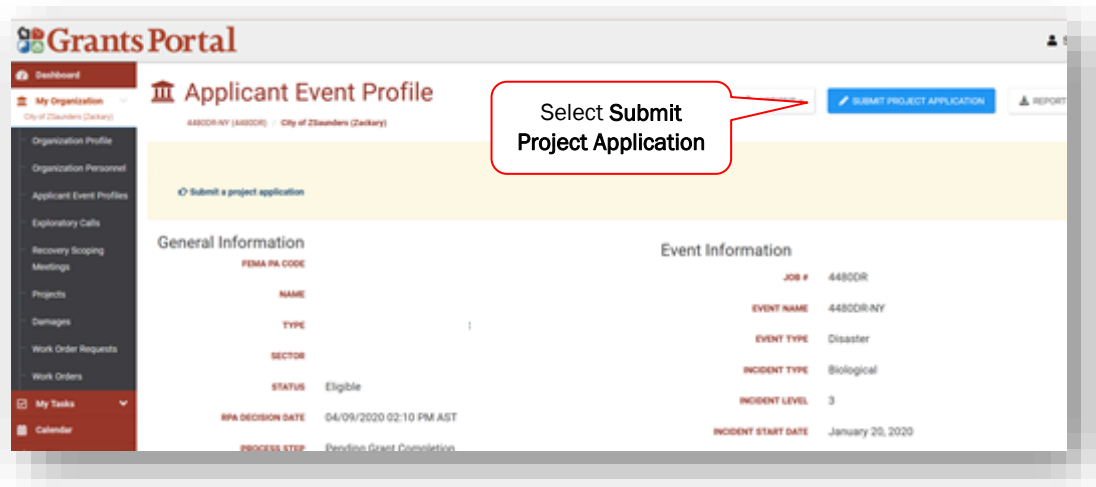 Grants Portal
Dashboard
My Organization
City of ZSaunders (Zackary)
Organization Profile
Organization Personnel
Applicant Event Profiles
Exploratory Calls
Recovery Scoping
Meetings
Projects
Damages
Work Order Requests
Work Orders
My Tasks
Calendar
Applicant Event Profile
4480DR-NY (4480DR) / City of ZSaunders (Zackary)
Select Submit
Project Application
SUBMIT PROJECT APPLICATION
REPORT
Submit a project application
General Information
FEMA PA CODE
NAME
TYPE
SECTOR
STATUS Eligible
RPA DECISION DATE 04/09/2020 02:10 PM AST
PROCESS STEP Pending Grant Completion
Event Information
JOB # 4480DR
EVENT NAME 4480DR-NY
EVENT TYPE Disaster
INCIDENT TYPE Biological
INCIDENT LEVEL 3
INCIDENT START DATE January 20, 2020